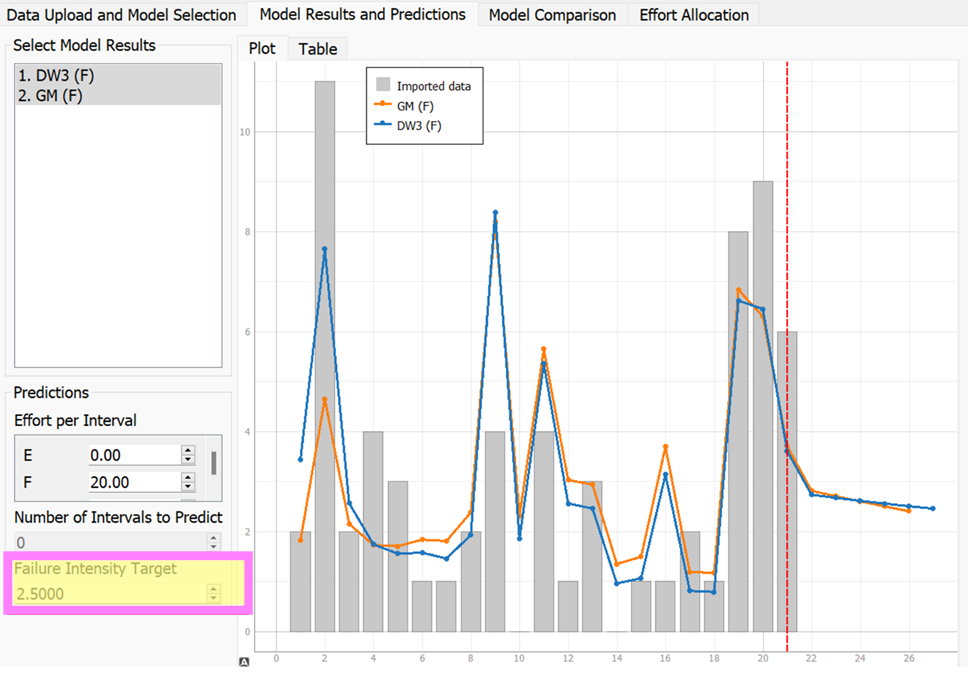 Data Upload and Model Selection
Model Results and Predictions
Model Comparison
Effort Allocation
Select Model Results
1. DW3 (F)
2. GM (F)
Predictions
Effort per Interval
E 0.00
F 20.00
Number of Intervals to Predict
0
Failure Intensity Target
2.5000
Plot
Table
Imported data
GM (F)
DW3 (F)
10
8
6
4
2
0
0 2 4 6 8 10 12 14 16 18 20 22 24 26
A